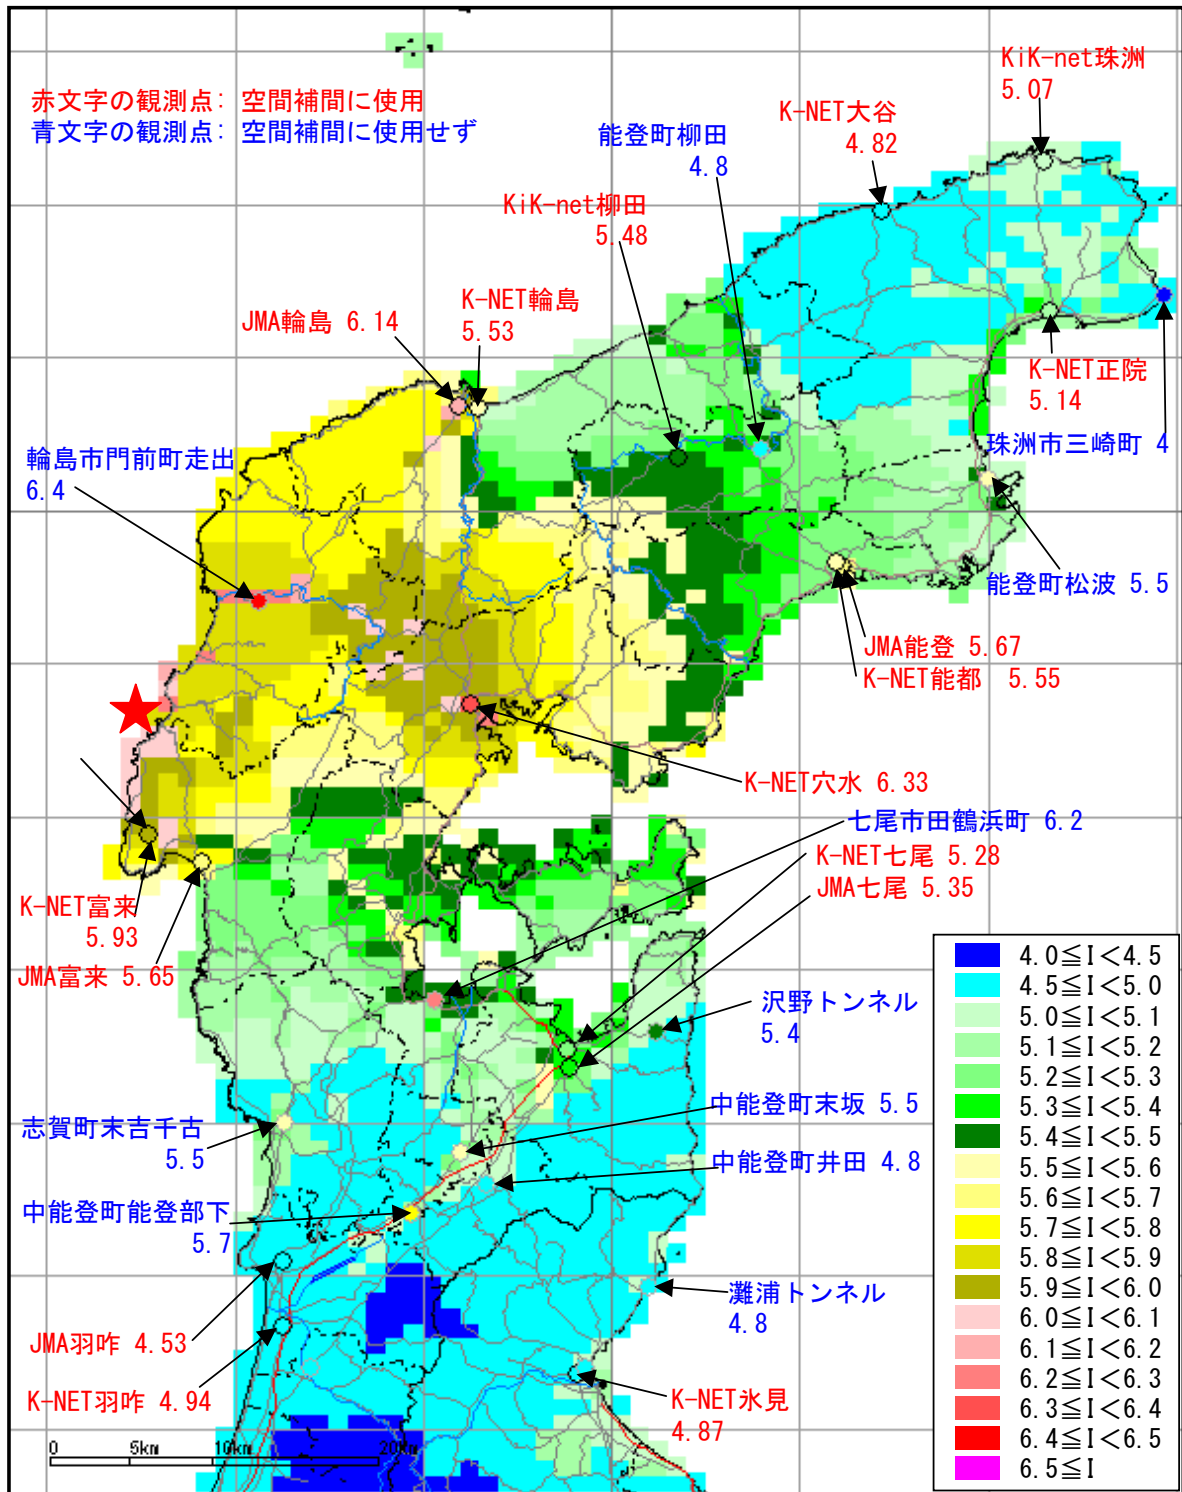 赤文字の観測点: 空間補間に使用
青文字の観測点: 空間補間に使用せず
KiK-net珠洲
5.07
K-NET大谷
4.82
能登町柳田
4.8
KiK-net柳田
5.48
K-NET輪島
5.53
JMA輪島 6.14
K-NET正院
5.14
珠洲市三崎町 4
輪島市門前町走出
6.4
能登町松波 5.5
JMA能登 5.67
K-NET能都 5.55
K-NET穴水 6.33
七尾市田鶴浜町 6.2
K-NET七尾 5.28
JMA七尾 5.35
K-NET富来
5.93
JMA富来 5.65
沢野トンネル
5.4
志賀町末吉千古
5.5
中能登町末坂 5.5
中能登町井田 4.8
中能登町能登部下
5.7
灘浦トンネル
4.8
JMA羽咋 4.53
K-NET羽咋 4.94
K-NET氷見
4.87
0 5km 10km 20km
4.0≦I<4.5
4.5≦I<5.0
5.0≦I<5.1
5.1≦I<5.2
5.2≦I<5.3
5.3≦I<5.4
5.4≦I<5.5
5.5≦I<5.6
5.6≦I<5.7
5.7≦I<5.8
5.8≦I<5.9
5.9≦I<6.0
6.0≦I<6.1
6.1≦I<6.2
6.2≦I<6.3
6.3≦I<6.4
6.4≦I<6.5
6.5≦I